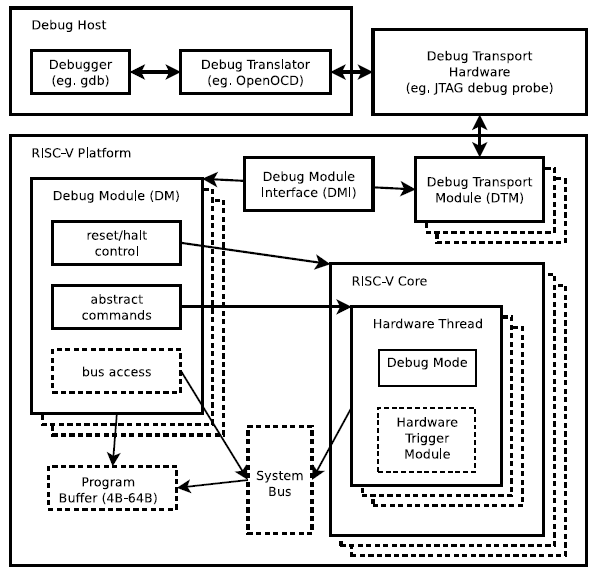 Debug Host
Debugger
(eg. gdb)
Debug Translator
(eg. OpenOCD)
Debug Transport
Hardware
(eg. JTAG debug probe)
RISC-V Platform
Debug Module (DM)
Debug Module
Interface (DMI)
Debug Transport
Module (DTM)
reset/halt
control
abstract
commands
bus access
RISC-V Core
Hardware Thread
Debug Mode
Hardware
Trigger
Module
System
Bus
Program
Buffer (4B-64B)